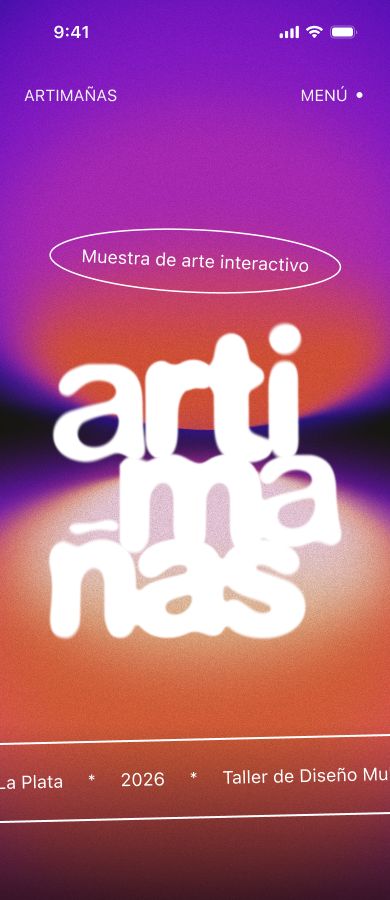 9:41
ARTIMAÑAS
MENÚ •
Muestra de arte interactivo
arti
ma
ñas
La Plata * 2026 * Taller de Diseño